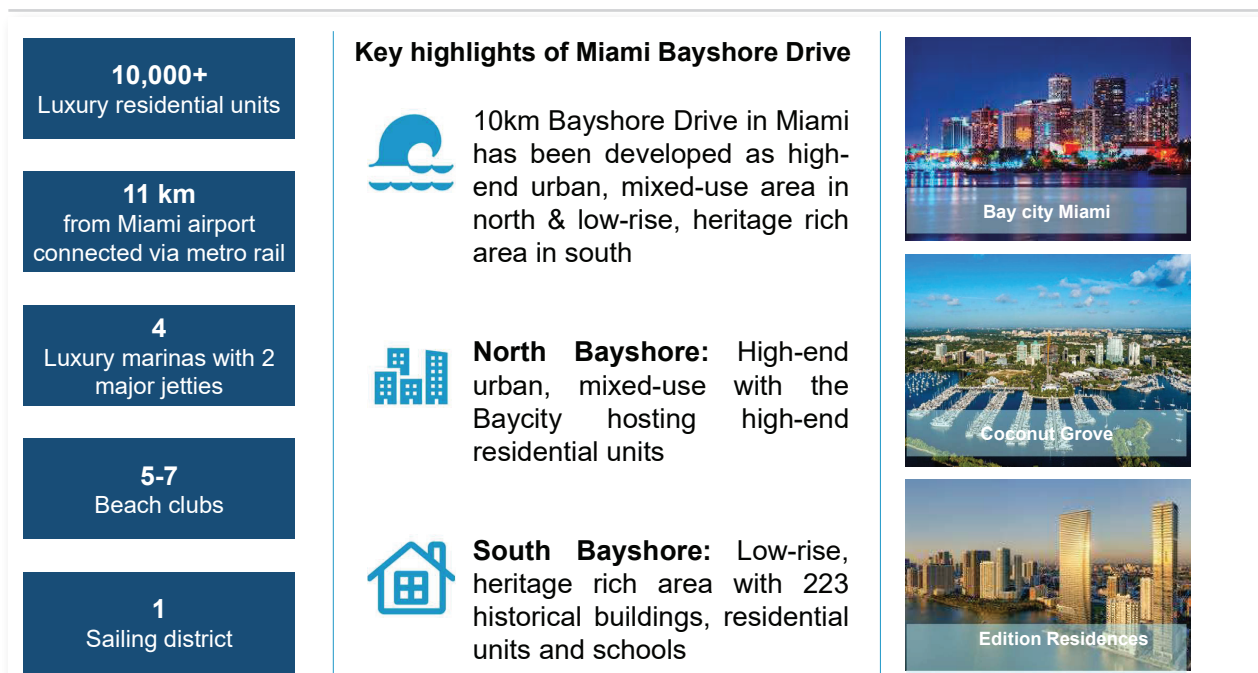 10,000+
Luxury residential units
11 km
from Miami airport
connected via metro rail
4
Luxury marinas with 2
major jetties
5-7
Beach clubs
1
Sailing district
Key highlights of Miami Bayshore Drive
10km Bayshore Drive in Miami
has been developed as high-
end urban, mixed-use area in
north & low-rise, heritage rich
area in south
North Bayshore: High-end
urban, mixed-use with the
Baycity hosting high-end
residential units
South Bayshore: Low-rise,
heritage rich area with 223
historical buildings, residential
units and schools
Bay city Miami
Coconut Grove
Edition Residences